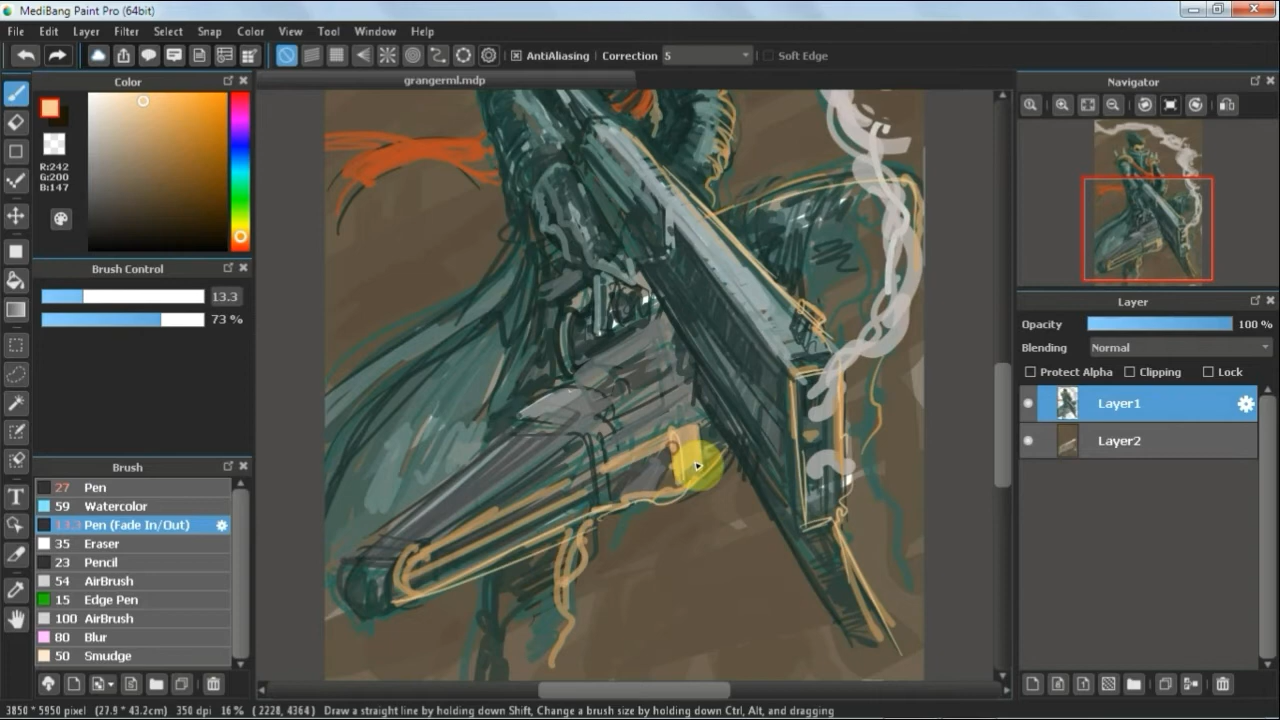 MediBang Paint Pro (64bit)
File Edit Layer Filter Select Snap Color View Tool Window Help
AntiAliasing Correction 5 Soft Edge
Color
grangerml.mdp
Navigator
R:242
G:200
B:147
Brush Control
13.3
73 %
Layer
Opacity 100 %
Blending Normal
Protect Alpha Clipping Lock
Layer1
Layer2
Brush
27 Pen
59 Watercolor
13.3 Pen (Fade In/Out)
35 Eraser
23 Pencil
54 AirBrush
15 Edge Pen
100 AirBrush
80 Blur
50 Smudge
T
3850 * 5950 pixel (27.9 * 43.2cm) 350 dpi 16 % ( 2228, 4364 ) Draw a straight line by holding down Shift, Change a brush size by holding down Ctrl, Alt, and dragging